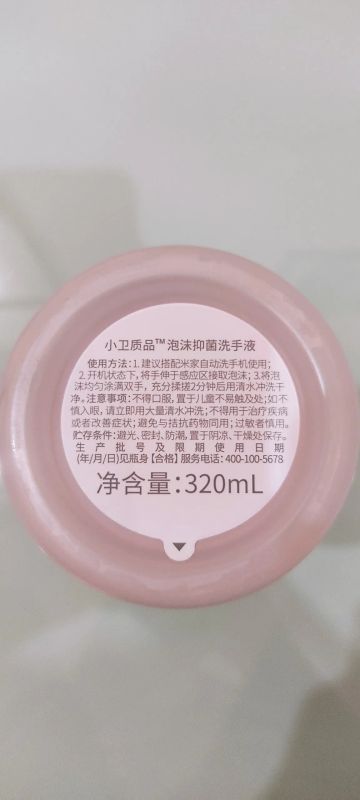 小卫质品™泡沫抑菌洗手液
使用方法：1.建议搭配米家自动洗手机使用；
2.开机状态下，将手伸于感应区接取泡沫；3.将泡
沫均匀涂满双手，充分揉搓2分钟后用清水冲洗干
净。注意事项：不得口服，置于儿童不易触及处；如不
慎入眼，请立即用大量清水冲洗；不得用于治疗疾病
或者改善症状；避免与拮抗药物同用；过敏者慎用。
贮存条件：避光、密封、防潮，置于阴凉、干燥处保存。
生产批号及限期使用日期
(年/月/日)见瓶身【合格】服务电话：400-100-5678
净含量：320mL